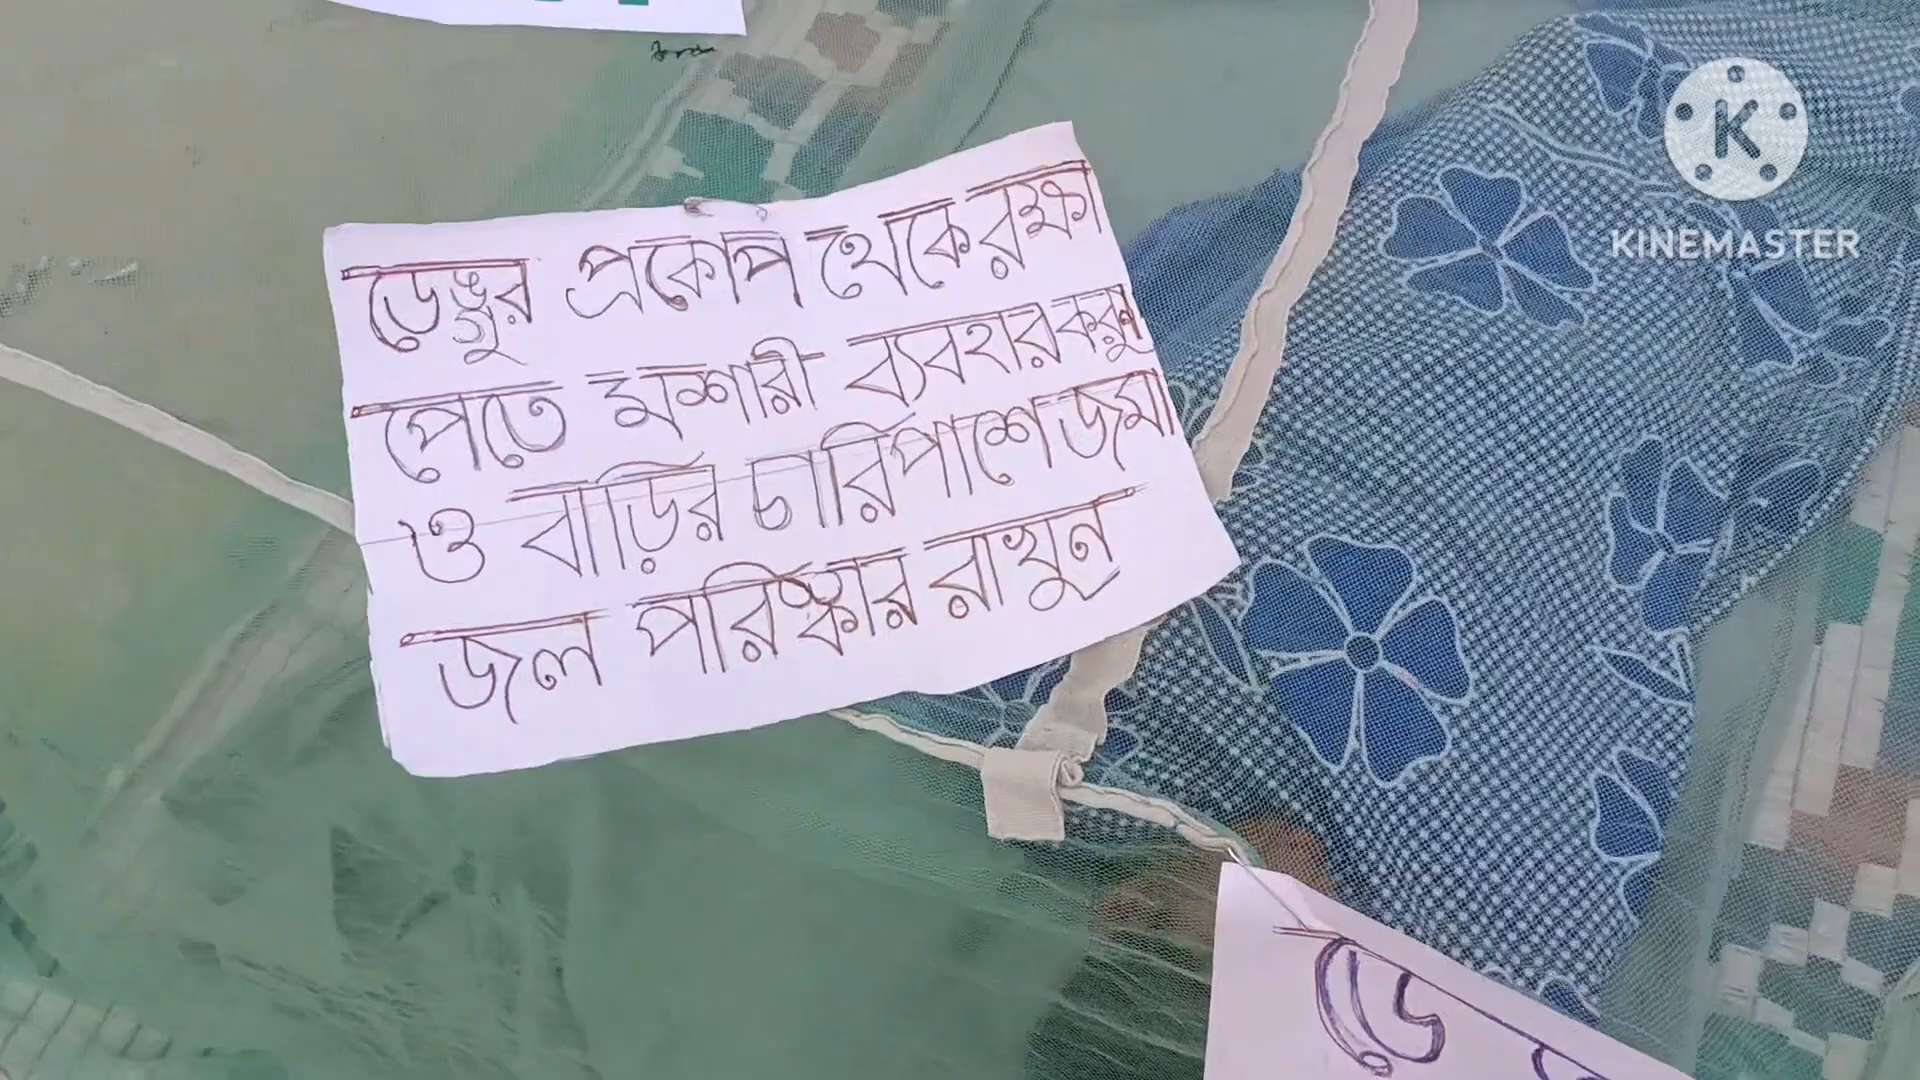 ডেঙ্গুর প্রকোপ থেকে রক্ষা
পেতে মশারী ব্যবহার করুন
ও বাড়ির চারিপাশে জমা
জল পরিষ্কার রাখুন
KINEMASTER
ডে